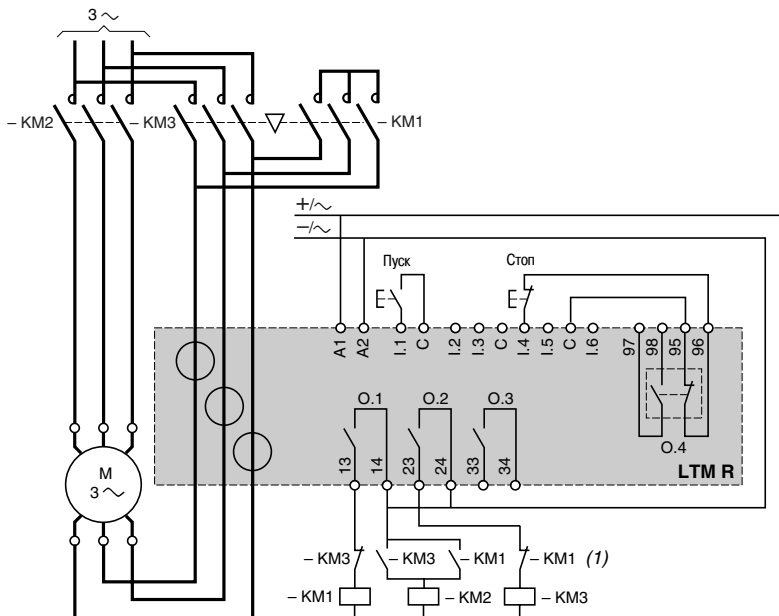 3 ∼
– KM2
– KM3
– KM1
+/∼
−/∼
Пуск
Стоп
A1
A2
I.1
C
I.2
I.3
C
I.4
I.5
C
I.6
97
98
95
96
O.1
O.2
O.3
O.4
13
14
23
24
33
34
LTM R
M
3 ∼
– KM3
– KM3
– KM1
– KM1 (1)
– KM1
– KM2
– KM3